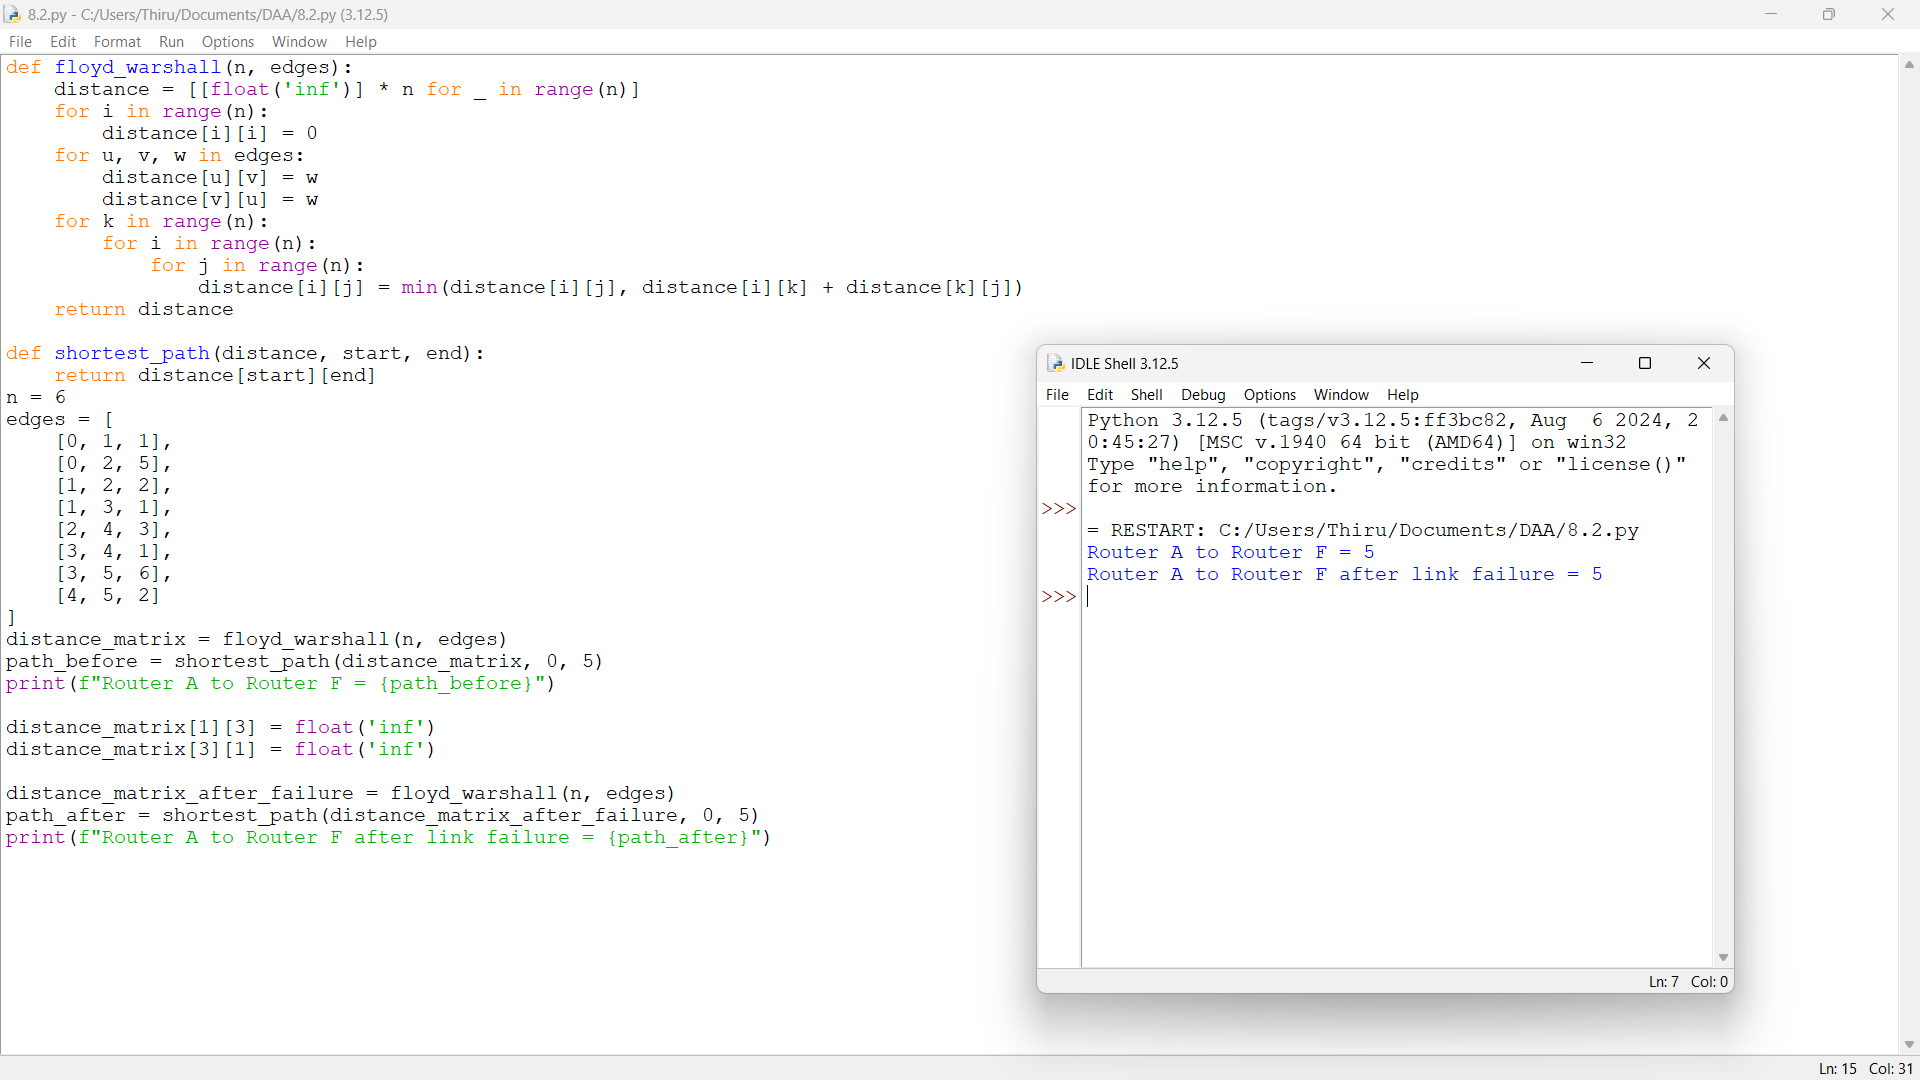 8.2.py - C:/Users/Thiru/Documents/DAA/8.2.py (3.12.5)
File Edit Format Run Options Window Help
def floyd_warshall(n, edges):
    distance = [[float('inf')] * n for _ in range(n)]
    for i in range(n):
        distance[i][i] = 0
    for u, v, w in edges:
        distance[u][v] = w
        distance[v][u] = w
    for k in range(n):
        for i in range(n):
            for j in range(n):
                distance[i][j] = min(distance[i][j], distance[i][k] + distance[k][j])
    return distance

def shortest_path(distance, start, end):
    return distance[start][end]
n = 6
edges = [
    [0, 1, 1],
    [0, 2, 5],
    [1, 2, 2],
    [1, 3, 1],
    [2, 4, 3],
    [3, 4, 1],
    [3, 5, 6],
    [4, 5, 2]
]
distance_matrix = floyd_warshall(n, edges)
path_before = shortest_path(distance_matrix, 0, 5)
print(f"Router A to Router F = {path_before}")

distance_matrix[1][3] = float('inf')
distance_matrix[3][1] = float('inf')

distance_matrix_after_failure = floyd_warshall(n, edges)
path_after = shortest_path(distance_matrix_after_failure, 0, 5)
print(f"Router A to Router F after link failure = {path_after}")
IDLE Shell 3.12.5
File Edit Shell Debug Options Window Help
Python 3.12.5 (tags/v3.12.5:ff3bc82, Aug  6 2024, 2
0:45:27) [MSC v.1940 64 bit (AMD64)] on win32
Type "help", "copyright", "credits" or "license()"
for more information.
>>>
= RESTART: C:/Users/Thiru/Documents/DAA/8.2.py
Router A to Router F = 5
Router A to Router F after link failure = 5
>>>
Ln: 7 Col: 0
Ln: 15 Col: 31